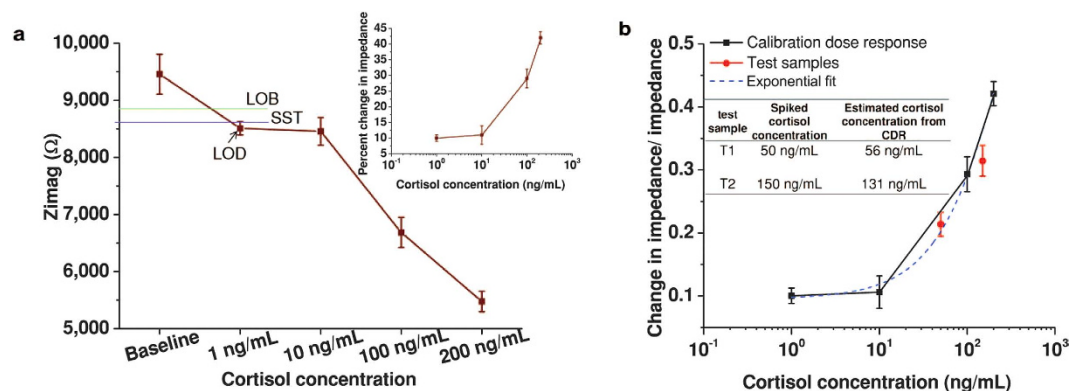 a
10,000
9,000
8,000
7,000
6,000
5,000
Zimag (Ω)
LOB
SST
LOD
Baseline
1 ng/mL
10 ng/mL
100 ng/mL
200 ng/mL
Cortisol concentration
45
40
35
30
25
20
15
10
5
0
Percent change in impedance
10⁻¹
10⁰
10¹
10²
10³
Cortisol concentration (ng/mL)
b
0.5
0.4
0.3
0.2
0.1
Change in impedance/ impedance
Calibration dose response
Test samples
Exponential fit
test sample
Spiked cortisol concentration
Estimated cortisol concentration from CDR
T1 50 ng/mL 56 ng/mL
T2 150 ng/mL 131 ng/mL
10⁻¹
10⁰
10¹
10²
10³
Cortisol concentration (ng/mL)